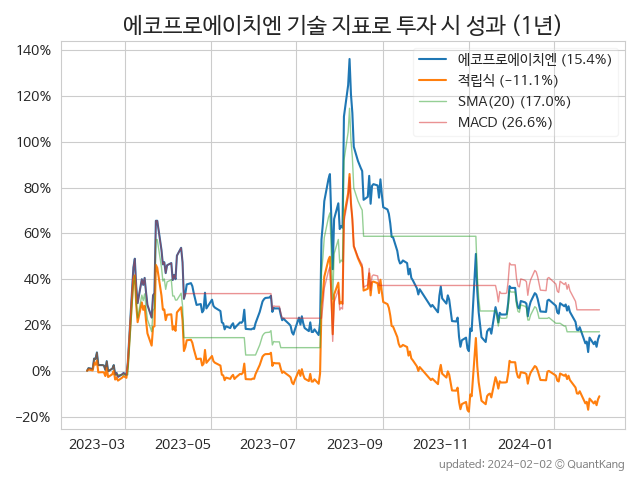 에코프로에이치엔 기술 지표로 투자 시 성과 (1년)
140%
120%
100%
80%
60%
40%
20%
0%
−20%
에코프로에이치엔 (15.4%)
적립식 (−11.1%)
SMA(20) (17.0%)
MACD (26.6%)
2023-03
2023-05
2023-07
2023-09
2023-11
2024-01
updated: 2024-02-02 © QuantKang